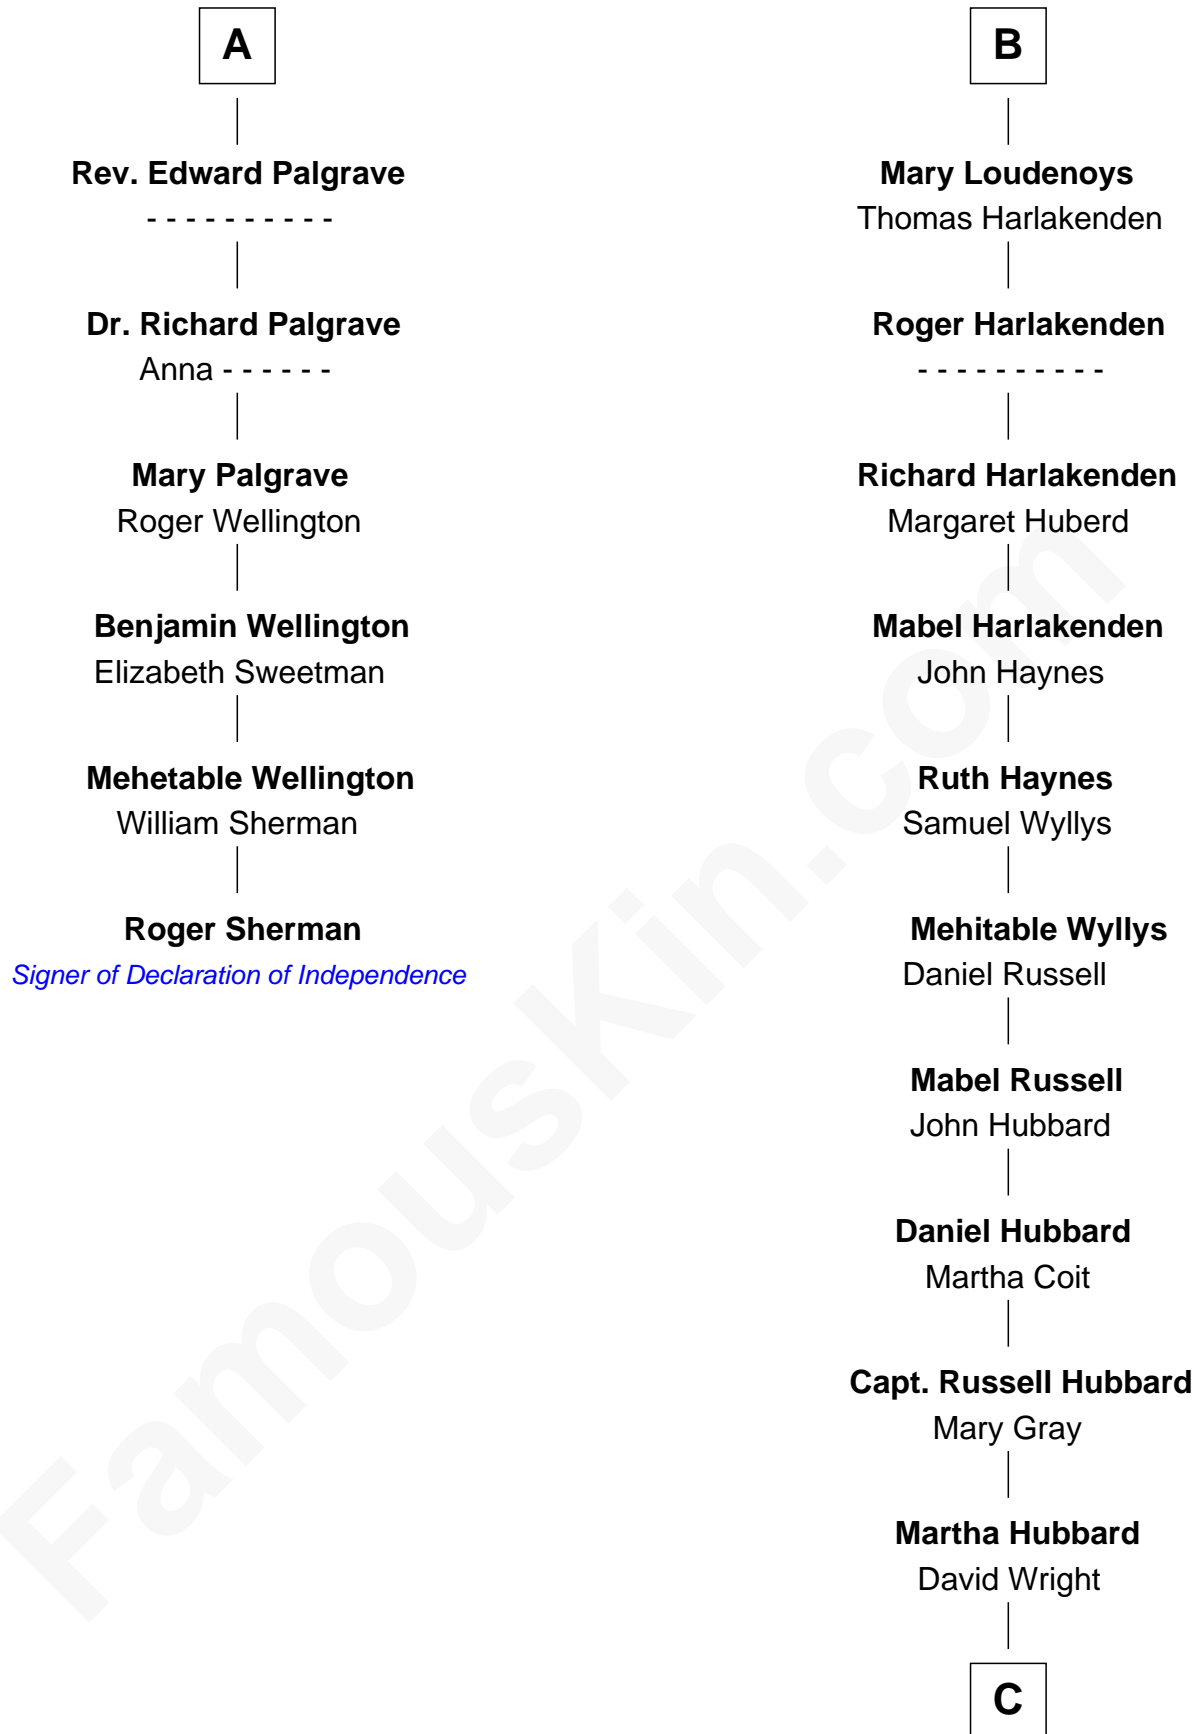 A
Rev. Edward Palgrave
- - - - - - - - - -
Dr. Richard Palgrave
Anna - - - - - -
Mary Palgrave
Roger Wellington
Benjamin Wellington
Elizabeth Sweetman
Mehetable Wellington
William Sherman
Roger Sherman
Signer of Declaration of Independence
B
Mary Loudenoys
Thomas Harlakenden
Roger Harlakenden
- - - - - - - - - -
Richard Harlakenden
Margaret Huberd
Mabel Harlakenden
John Haynes
Ruth Haynes
Samuel Wyllys
Mehitable Wyllys
Daniel Russell
Mabel Russell
John Hubbard
Daniel Hubbard
Martha Coit
Capt. Russell Hubbard
Mary Gray
Martha Hubbard
David Wright
C
FamousKin.com